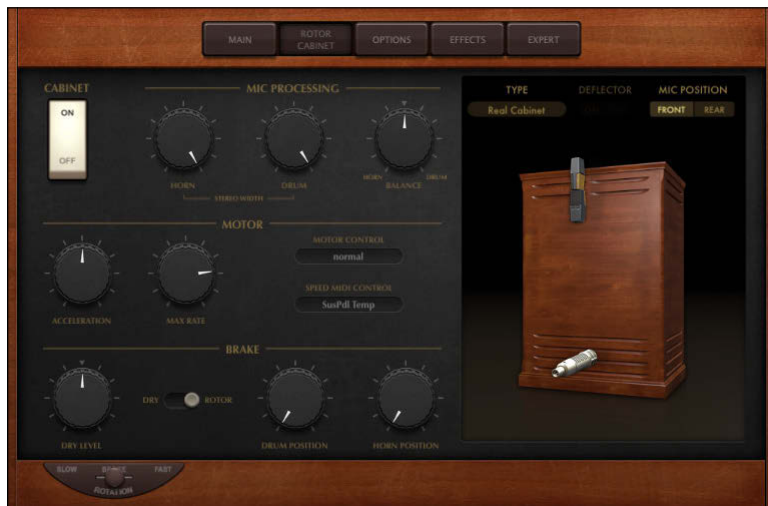 MAIN
ROTOR
CABINET
OPTIONS
EFFECTS
EXPERT
CABINET
ON
OFF
MIC PROCESSING
HORN
DRUM
HORN
DRUM
BALANCE
STEREO WIDTH
TYPE
DEFLECTOR
MIC POSITION
Real Cabinet
FRONT
REAR
MOTOR
ACCELERATION
MAX RATE
MOTOR CONTROL
normal
SPEED MIDI CONTROL
SusPdl Temp
BRAKE
DRY LEVEL
DRY
ROTOR
DRUM POSITION
HORN POSITION
SLOW
BRAKE
FAST
ROTATION